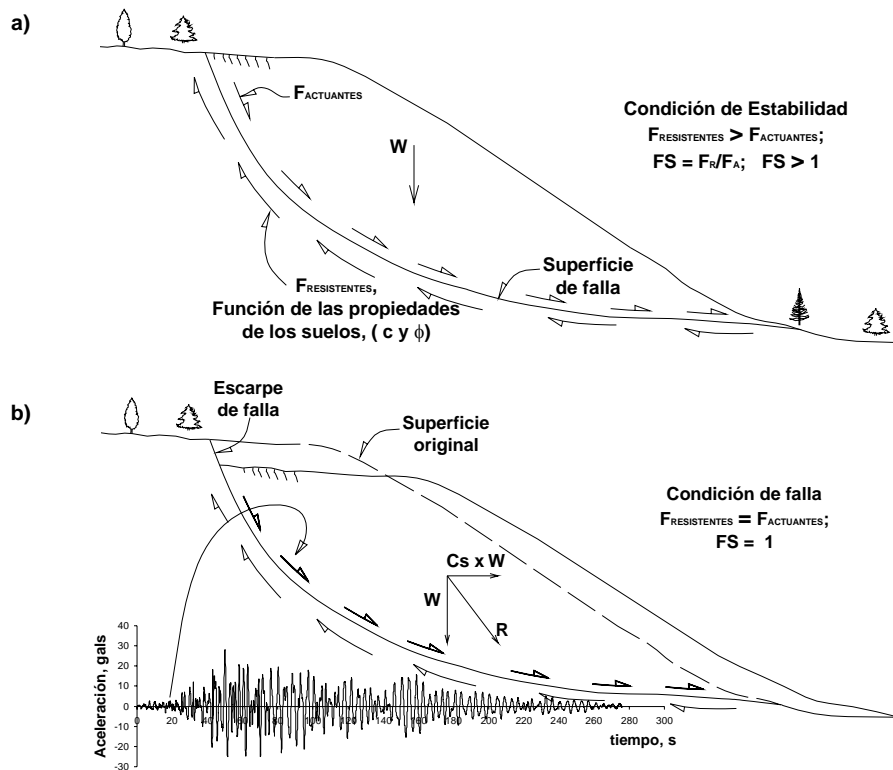 a)
FACTUANTES
W
Condición de Estabilidad
FRESISTENTES > FACTUANTES;
FS = FR/FA; FS > 1
Superficie
de falla
FRESISTENTES,
Función de las propiedades
de los suelos, ( c y ϕ)
b)
Escarpe
de falla
Superficie
original
Condición de falla
FRESISTENTES = FACTUANTES;
FS = 1
Cs x W
W
R
Aceleración, gals
40
30
20
10
0
-10
-20
-30
0 20 40 60 80 100 120 140 160 180 200 220 240 260 280 300
tiempo, s